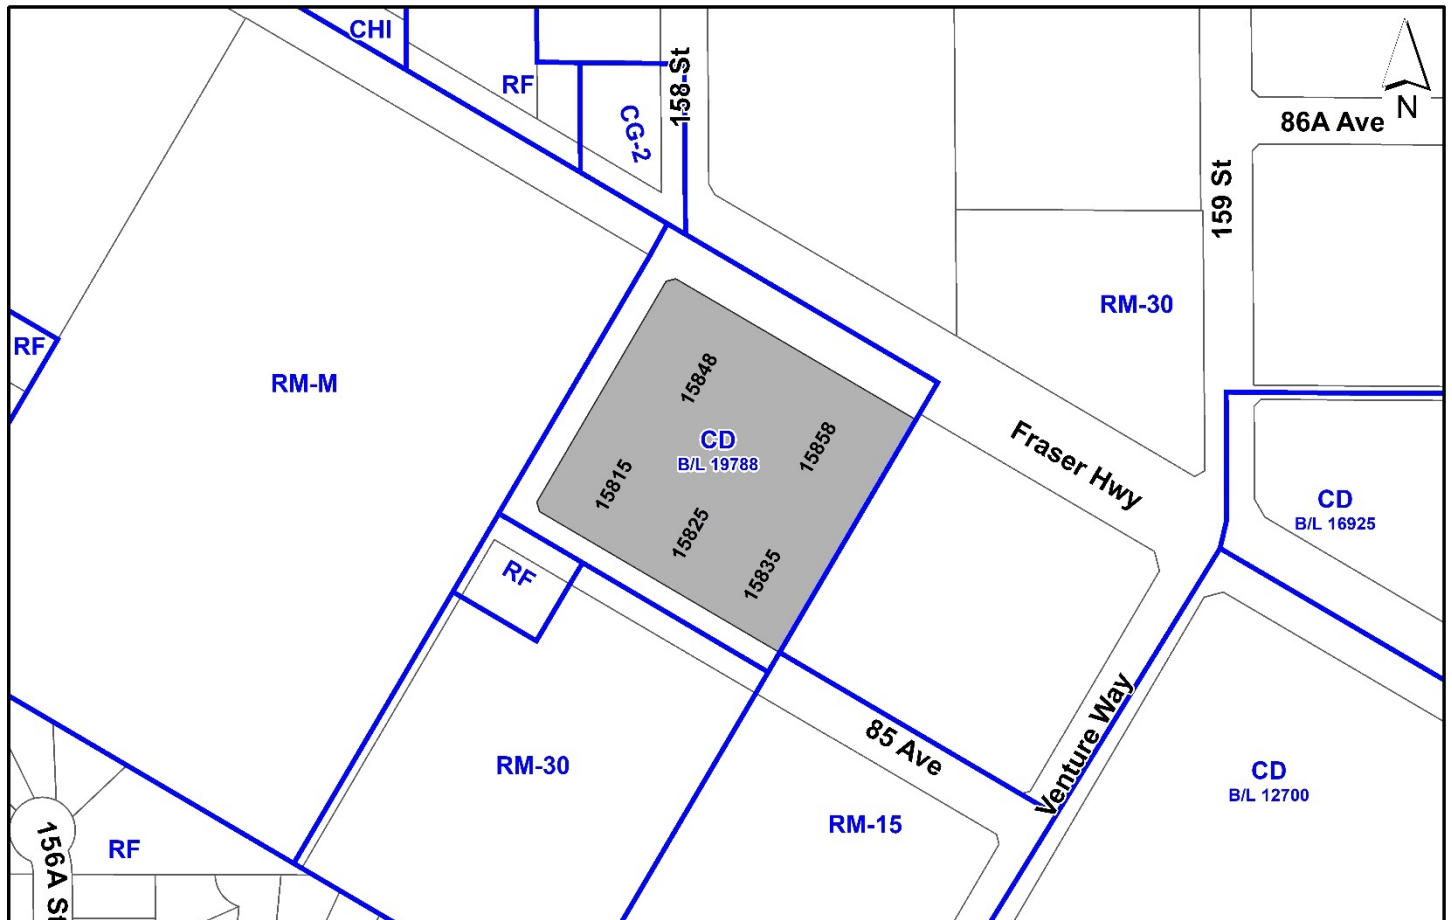 CHI
RF
CG-2
158 St
86A Ave
N
159 St
RM-30
RF
RM-M
15848
CD
B/L 19788
15858
15815
15825
15835
Fraser Hwy
CD
B/L 16925
RF
85 Ave
Venture Way
RM-30
CD
B/L 12700
RM-15
RF
156A St